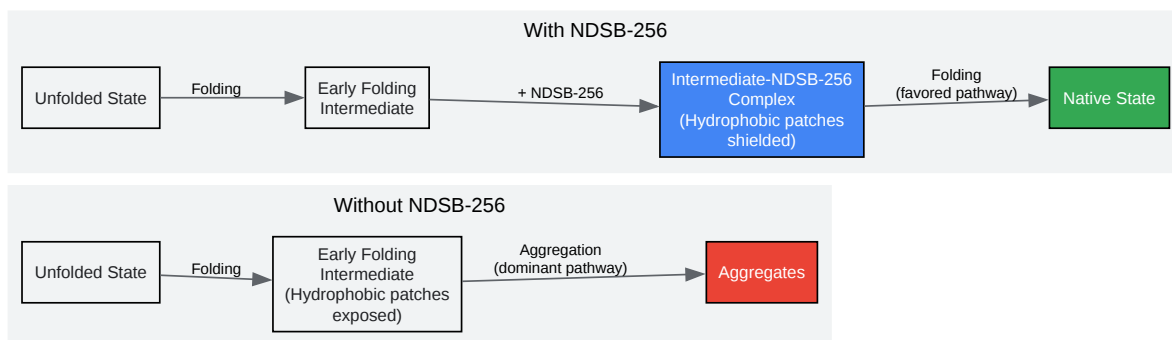 With NDSB-256
Unfolded State
Folding
Early Folding
Intermediate
+ NDSB-256
Intermediate-NDSB-256
Complex
(Hydrophobic patches
shielded)
Folding
(favored pathway)
Native State
Without NDSB-256
Unfolded State
Folding
Early Folding
Intermediate
(Hydrophobic patches
exposed)
Aggregation
(dominant pathway)
Aggregates